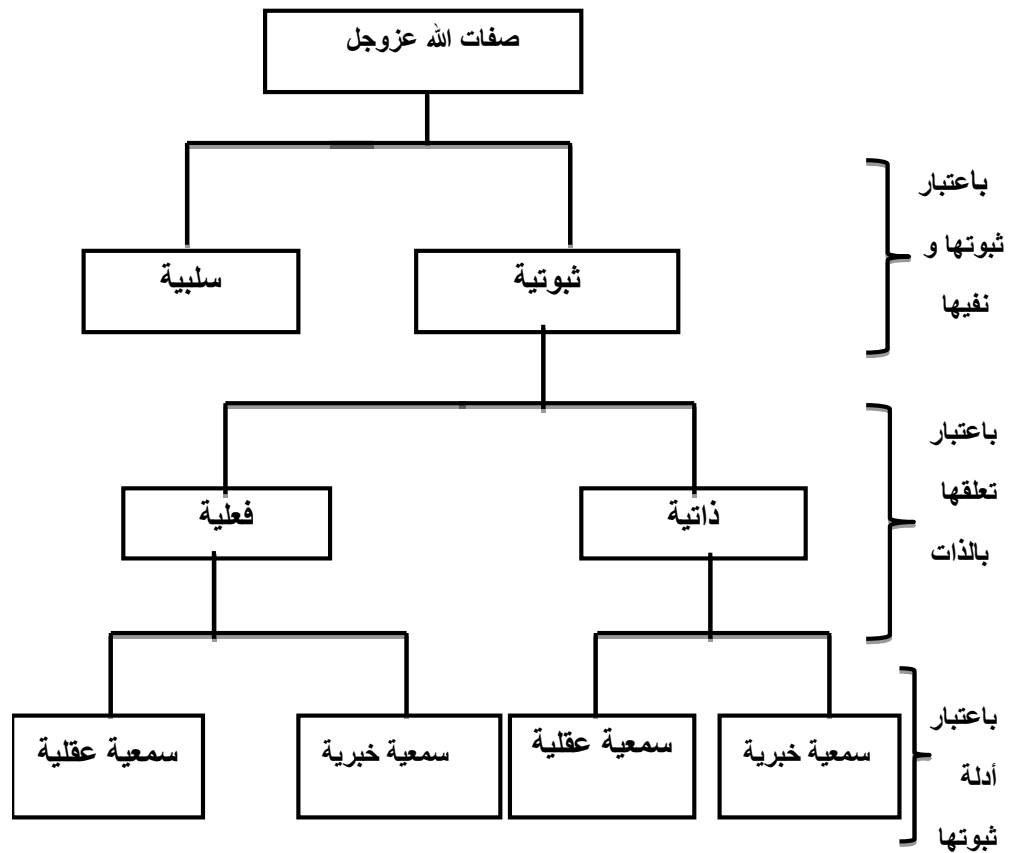 صفات الله عزوجل
باعتبار
ثبوتها و
نفيها
ثبوتية
سلبية
باعتبار
تعلقها
بالذات
ذاتية
فعلية
باعتبار
أدلة
ثبوتها
سمعية خبرية
سمعية عقلية
سمعية خبرية
سمعية عقلية